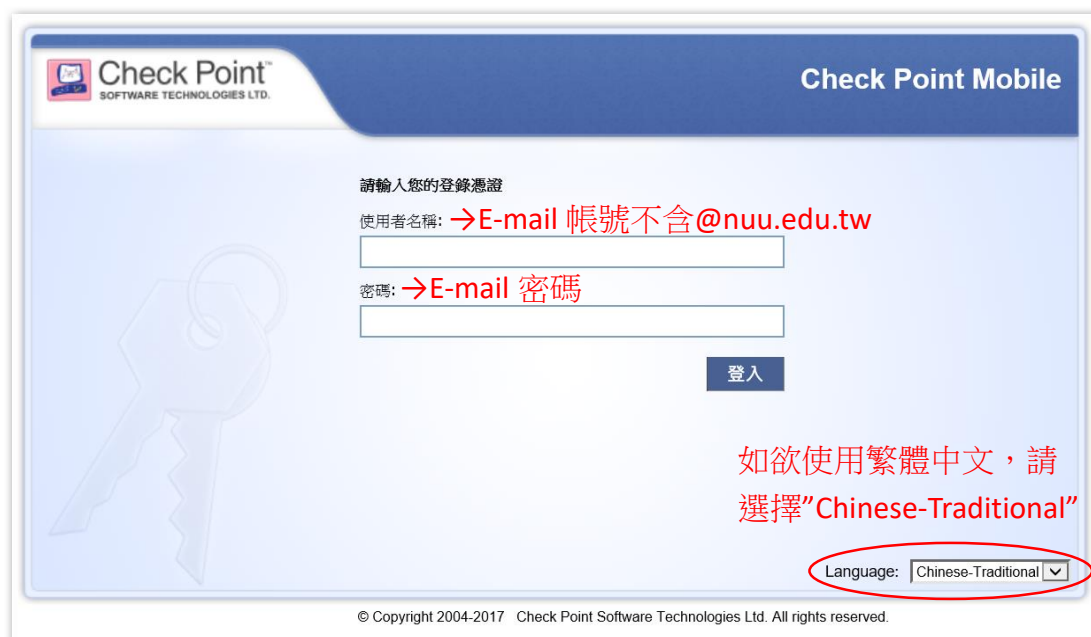 Check Point™
SOFTWARE TECHNOLOGIES LTD.
Check Point Mobile
請輸入您的登錄憑證
使用者名稱: →E-mail 帳號不含@nuu.edu.tw
密碼: →E-mail 密碼
登入
如欲使用繁體中文，請
選擇”Chinese-Traditional”
Language: Chinese-Traditional
© Copyright 2004-2017 Check Point Software Technologies Ltd. All rights reserved.